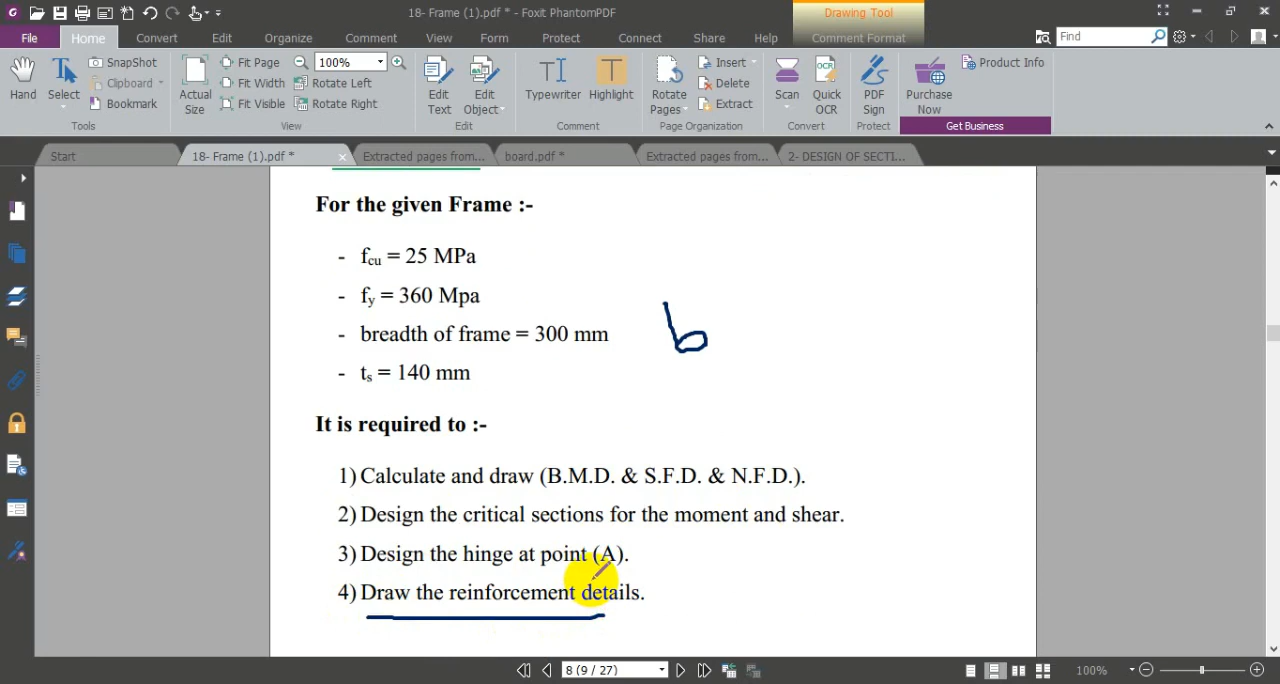 18- Frame (1).pdf * - Foxit PhantomPDF
Drawing Tool
File Home Convert Edit Organize Comment View Form Protect Connect Share Help Comment Format Find
Hand Select SnapShot Clipboard Bookmark
Tools
Actual Size Fit Page Fit Width Fit Visible 100% Rotate Left Rotate Right
View
Edit Text Edit Object
Edit
Typewriter Highlight
Comment
Rotate Pages Insert Delete Extract
Page Organization
Scan Quick OCR
Convert
PDF Sign
Protect
Purchase Now Product Info
Get Business
Start 18- Frame (1).pdf * Extracted pages from... board.pdf * Extracted pages from... 2- DESIGN OF SECTI...
For the given Frame :-
- fcu = 25 MPa
- fy = 360 Mpa
- breadth of frame = 300 mm
b
- ts = 140 mm
It is required to :-
1) Calculate and draw (B.M.D. & S.F.D. & N.F.D.).
2) Design the critical sections for the moment and shear.
3) Design the hinge at point (A).
4) Draw the reinforcement details.
8 (9 / 27)
100%